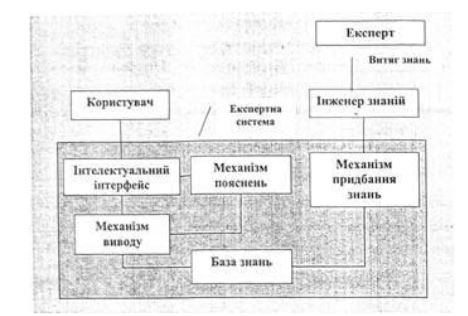 Експерт
Витяг знань
Користувач
Експертна
система
Інженер знаній
Інтелектуальний
інтерфейс
Механізм
пояснень
Механізм
придбання
знань
Механізм
виводу
База знань